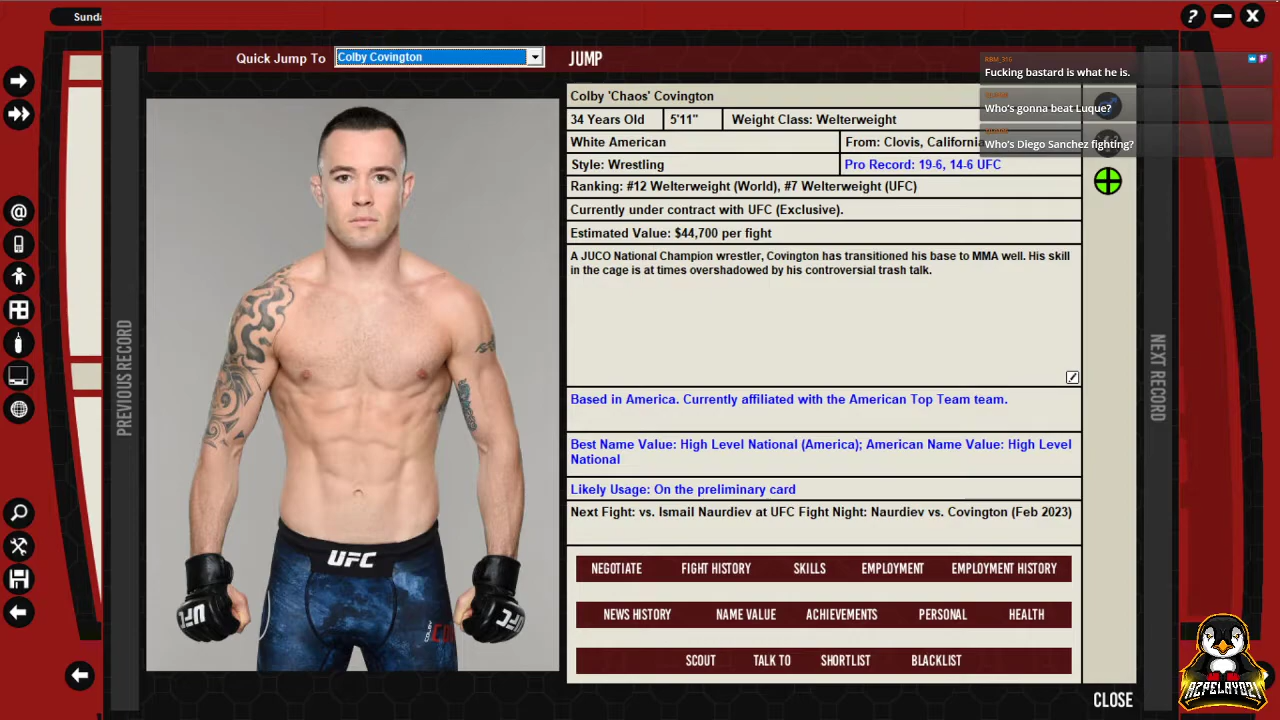 Sunda
Quick Jump To
Colby Covington
JUMP
?
X
Fucking bastard is what he is.
Who's gonna beat Luque?
Who's Diego Sanchez fighting?
Colby 'Chaos' Covington
34 Years Old
5'11"
Weight Class: Welterweight
White American
From: Clovis, California
Style: Wrestling
Pro Record: 19-6, 14-6 UFC
Ranking: #12 Welterweight (World), #7 Welterweight (UFC)
Currently under contract with UFC (Exclusive).
Estimated Value: $44,700 per fight
A JUCO National Champion wrestler, Covington has transitioned his base to MMA well. His skill
in the cage is at times overshadowed by his controversial trash talk.
Based in America. Currently affiliated with the American Top Team team.
Best Name Value: High Level National (America); American Name Value: High Level
National
Likely Usage: On the preliminary card
Next Fight: vs. Ismail Naurdiev at UFC Fight Night: Naurdiev vs. Covington (Feb 2023)
NEGOTIATE FIGHT HISTORY SKILLS EMPLOYMENT EMPLOYMENT HISTORY
NEWS HISTORY NAME VALUE ACHIEVEMENTS PERSONAL HEALTH
SCOUT TALK TO SHORTLIST BLACKLIST
CLOSE
PREVIOUS RECORD
NEXT RECORD
@
UFC
UFC
UFC
COLBY